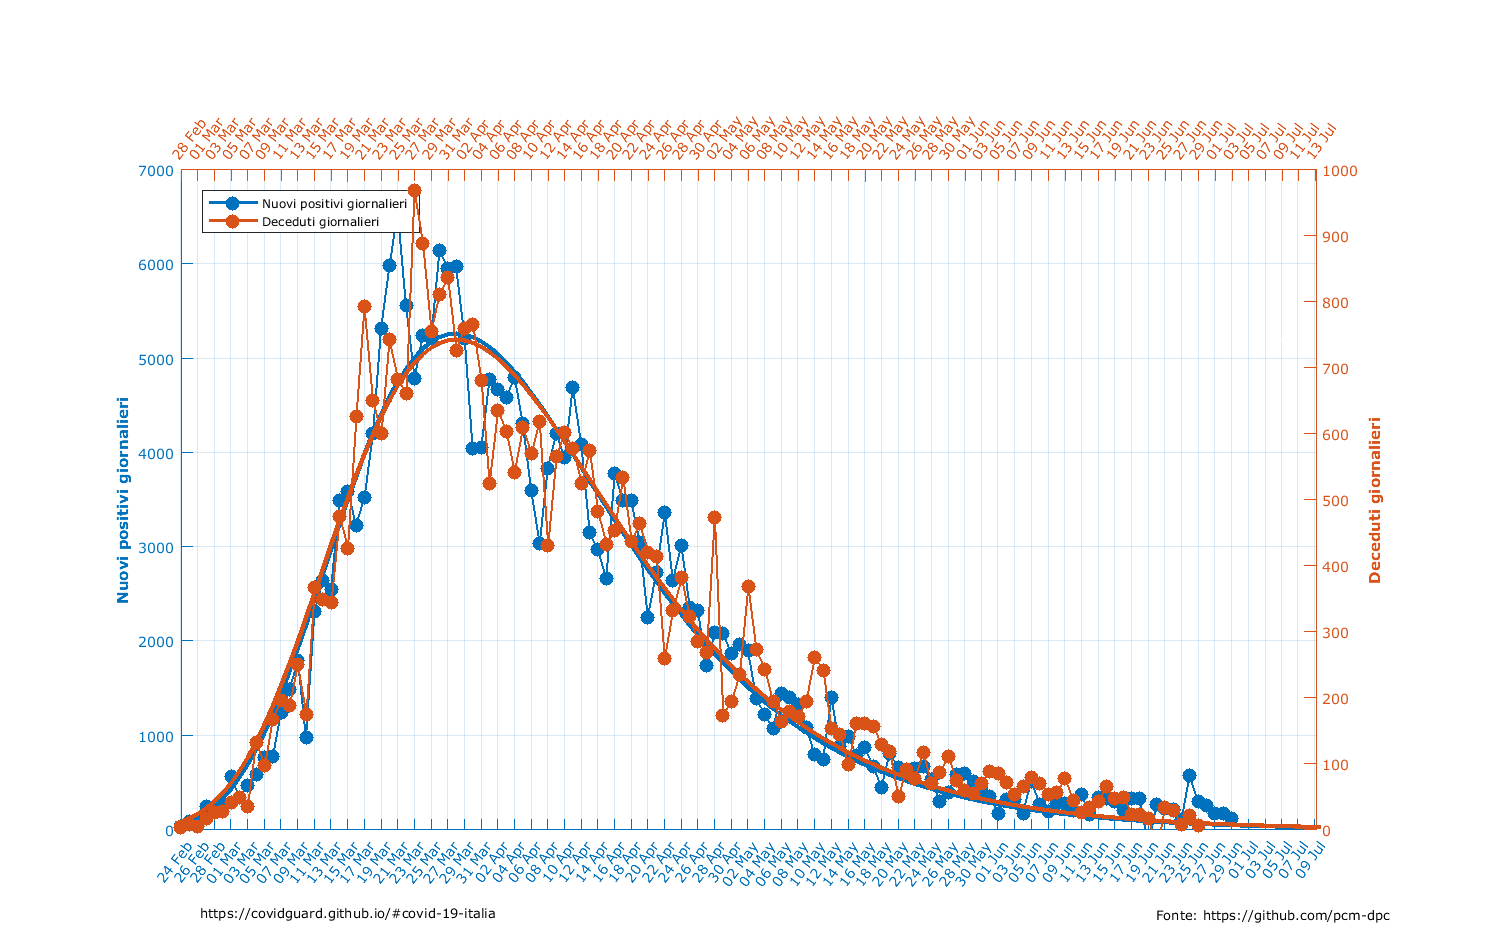 28 Feb
01 Mar
03 Mar
05 Mar
07 Mar
09 Mar
11 Mar
13 Mar
15 Mar
17 Mar
19 Mar
21 Mar
23 Mar
25 Mar
27 Mar
29 Mar
31 Mar
02 Apr
04 Apr
06 Apr
08 Apr
10 Apr
12 Apr
14 Apr
16 Apr
18 Apr
20 Apr
22 Apr
24 Apr
26 Apr
28 Apr
30 Apr
02 May
04 May
06 May
08 May
10 May
12 May
14 May
16 May
18 May
20 May
22 May
24 May
26 May
28 May
30 May
01 Jun
03 Jun
05 Jun
07 Jun
09 Jun
11 Jun
13 Jun
15 Jun
17 Jun
19 Jun
21 Jun
23 Jun
25 Jun
27 Jun
29 Jun
01 Jul
03 Jul
05 Jul
07 Jul
09 Jul
11 Jul
13 Jul
7000
6000
5000
4000
3000
2000
1000
0
Nuovi positivi giornalieri
Nuovi positivi giornalieri
Deceduti giornalieri
1000
900
800
700
600
500
400
300
200
100
0
Deceduti giornalieri
24 Feb
26 Feb
28 Feb
01 Mar
03 Mar
05 Mar
07 Mar
09 Mar
11 Mar
13 Mar
15 Mar
17 Mar
19 Mar
21 Mar
23 Mar
25 Mar
27 Mar
29 Mar
31 Mar
02 Apr
04 Apr
06 Apr
08 Apr
10 Apr
12 Apr
14 Apr
16 Apr
18 Apr
20 Apr
22 Apr
24 Apr
26 Apr
28 Apr
30 Apr
02 May
04 May
06 May
08 May
10 May
12 May
14 May
16 May
18 May
20 May
22 May
24 May
26 May
28 May
30 May
01 Jun
03 Jun
05 Jun
07 Jun
09 Jun
11 Jun
13 Jun
15 Jun
17 Jun
19 Jun
21 Jun
23 Jun
25 Jun
27 Jun
29 Jun
01 Jul
03 Jul
05 Jul
07 Jul
09 Jul
https://covidguard.github.io/#covid-19-italia
Fonte: https://github.com/pcm-dpc